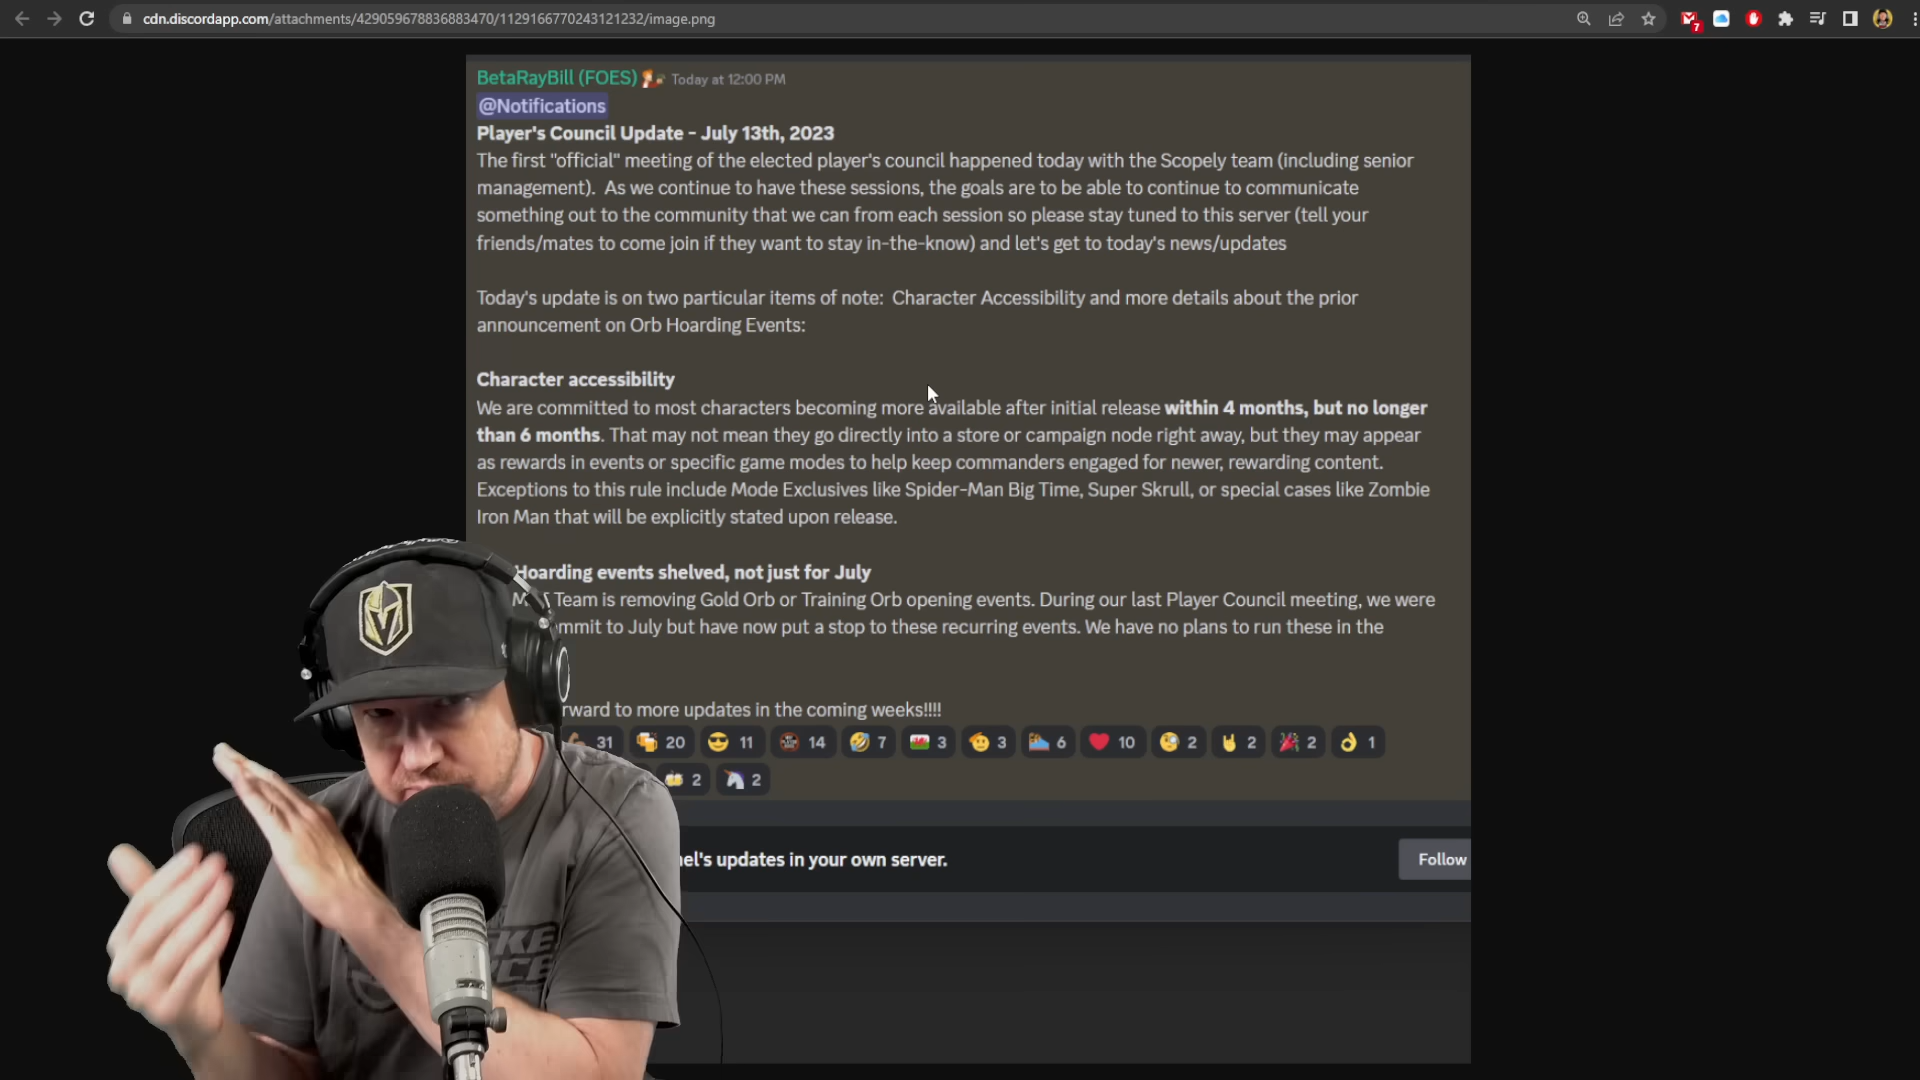 cdn.discordapp.com/attachments/429059678836883470/1129166770243121232/image.png
7
BetaRayBill (FOES) Today at 12:00 PM
@Notifications
Player's Council Update - July 13th, 2023
The first "official" meeting of the elected player's council happened today with the Scopely team (including senior
management).  As we continue to have these sessions, the goals are to be able to continue to communicate
something out to the community that we can from each session so please stay tuned to this server (tell your
friends/mates to come join if they want to stay in-the-know) and let's get to today's news/updates
Today's update is on two particular items of note:  Character Accessibility and more details about the prior
announcement on Orb Hoarding Events:
Character accessibility
We are committed to most characters becoming more available after initial release within 4 months, but no longer
than 6 months. That may not mean they go directly into a store or campaign node right away, but they may appear
as rewards in events or specific game modes to help keep commanders engaged for newer, rewarding content.
Exceptions to this rule include Mode Exclusives like Spider-Man Big Time, Super Skrull, or special cases like Zombie
Iron Man that will be explicitly stated upon release.
Hoarding events shelved, not just for July
Team is removing Gold Orb or Training Orb opening events. During our last Player Council meeting, we were
mmit to July but have now put a stop to these recurring events. We have no plans to run these in the
rward to more updates in the coming weeks!!!!
31 20 11 14 7 3 3 6 10 2 2 2 1
2 2
nel's updates in your own server.
Follow
KE
CE